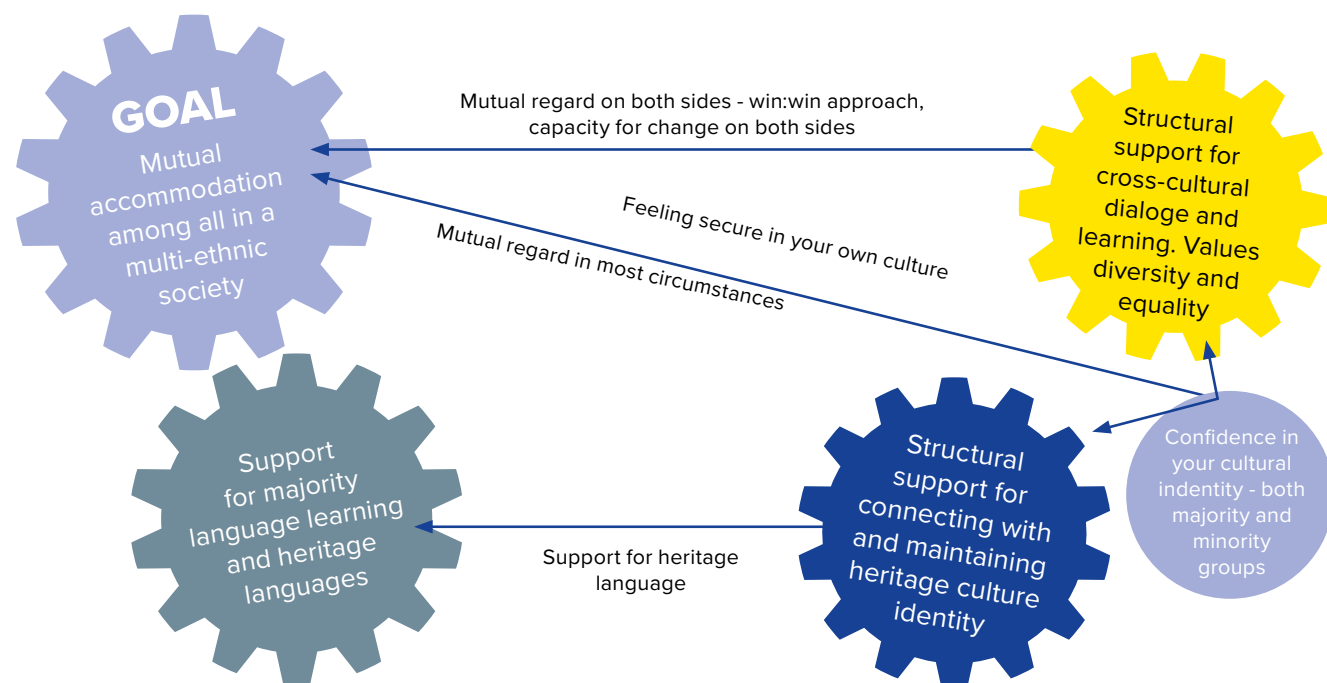 GOAL
Mutual
accommodation
among all in a
multi-ethnic
society
Mutual regard on both sides - win:win approach,
capacity for change on both sides
Structural
support for
cross-cultural
dialoge and
learning. Values
diversity and
equality
Feeling secure in your own culture
Mutual regard in most circumstances
Support
for majority
language learning
and heritage
languages
Support for heritage
language
Structural
support for
connecting with
and maintaining
heritage culture
identity
Confidence in
your cultural
indentity - both
majority and
minority
groups